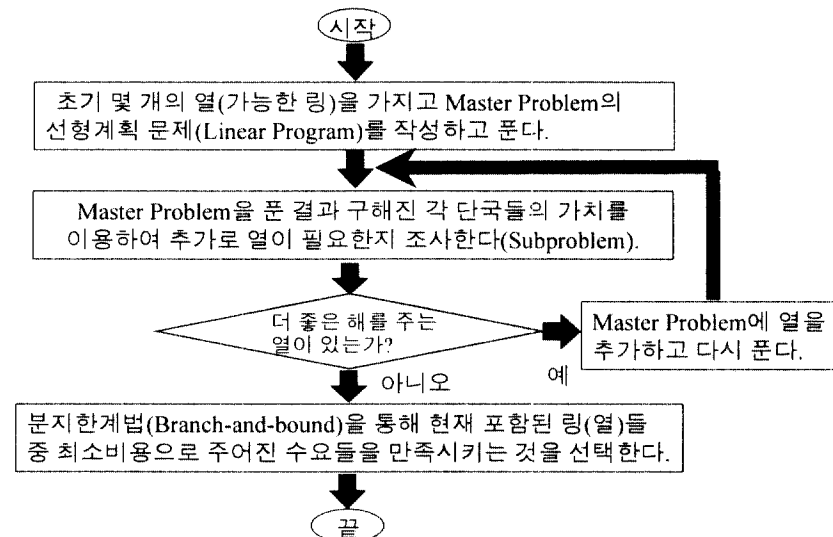 시작
초기 몇 개의 열(가능한 링)을 가지고 Master Problem의
선형계획 문제(Linear Program)를 작성하고 푼다.
Master Problem을 푼 결과 구해진 각 단국들의 가치를
이용하여 추가로 열이 필요한지 조사한다(Subproblem).
더 좋은 해를 주는
열이 있는가?
예
Master Problem에 열을
추가하고 다시 푼다.
아니오
분지한계법(Branch-and-bound)을 통해 현재 포함된 링(열)들
중 최소비용으로 주어진 수요들을 만족시키는 것을 선택한다.
끝